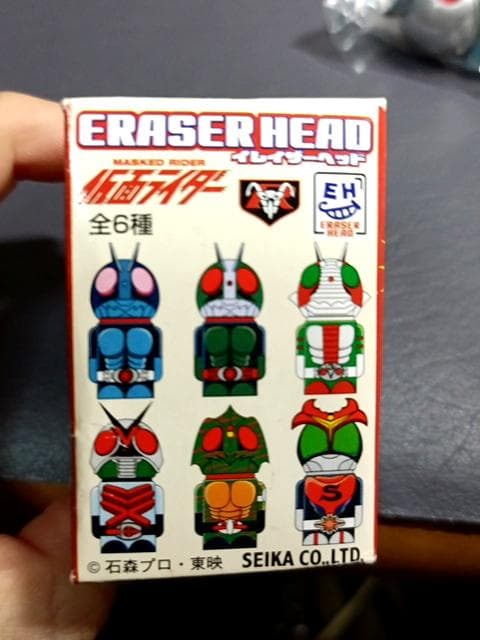 ERASER HEAD
イレイザーヘッド
MASKED RIDER
仮面ライダー
全6種
EH
ERASER
HEAD
S
© 石森プロ・東映 SEIKA CO.,LTD.